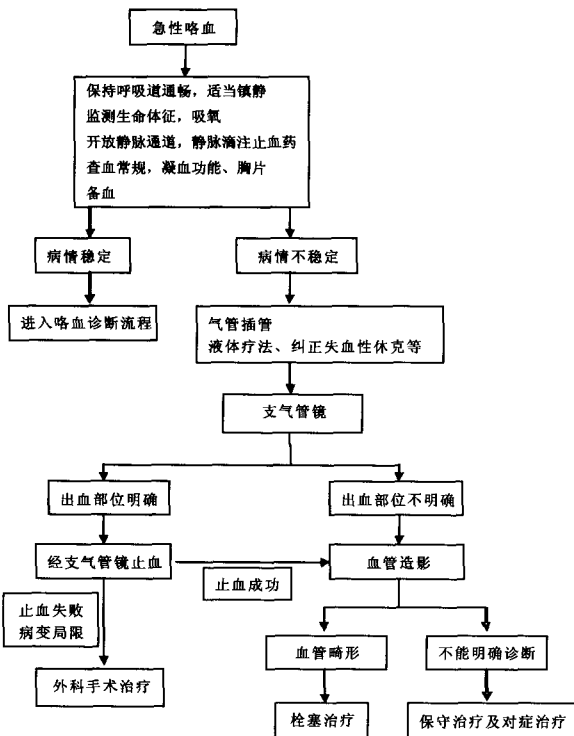 急性咯血
保持呼吸道通畅，适当镇静
监测生命体征，吸氧
开放静脉通道，静脉滴注止血药
查血常规，凝血功能、胸片
备血
病情稳定
病情不稳定
进入咯血诊断流程
气管插管
液体疗法、纠正失血性休克等
支气管镜
出血部位明确
出血部位不明确
经支气管镜止血
血管造影
止血成功
止血失败
病变局限
血管畸形
不能明确诊断
外科手术治疗
栓塞治疗
保守治疗及对症治疗